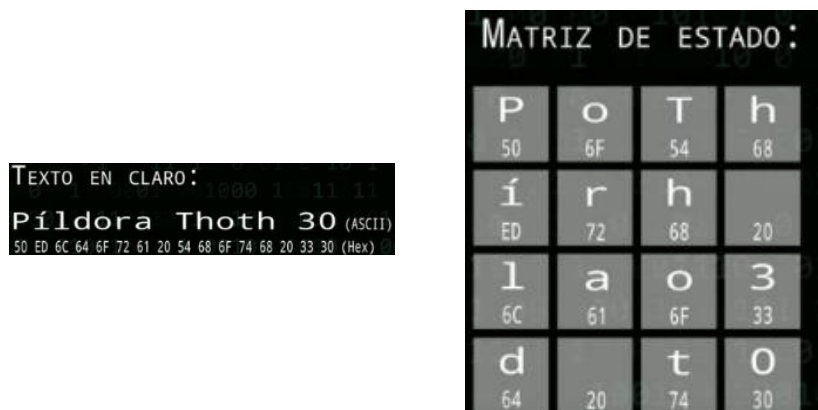 TEXTO EN CLARO:
Píldora Thoth 30 (ASCII)
50 ED 6C 64 6F 72 61 20 54 68 6F 74 68 20 33 30 (Hex)
MATRIZ DE ESTADO:
P o T h
50 6F 54 68
í r h
ED 72 68 20
l a o 3
6C 61 6F 33
d t 0
64 20 74 30